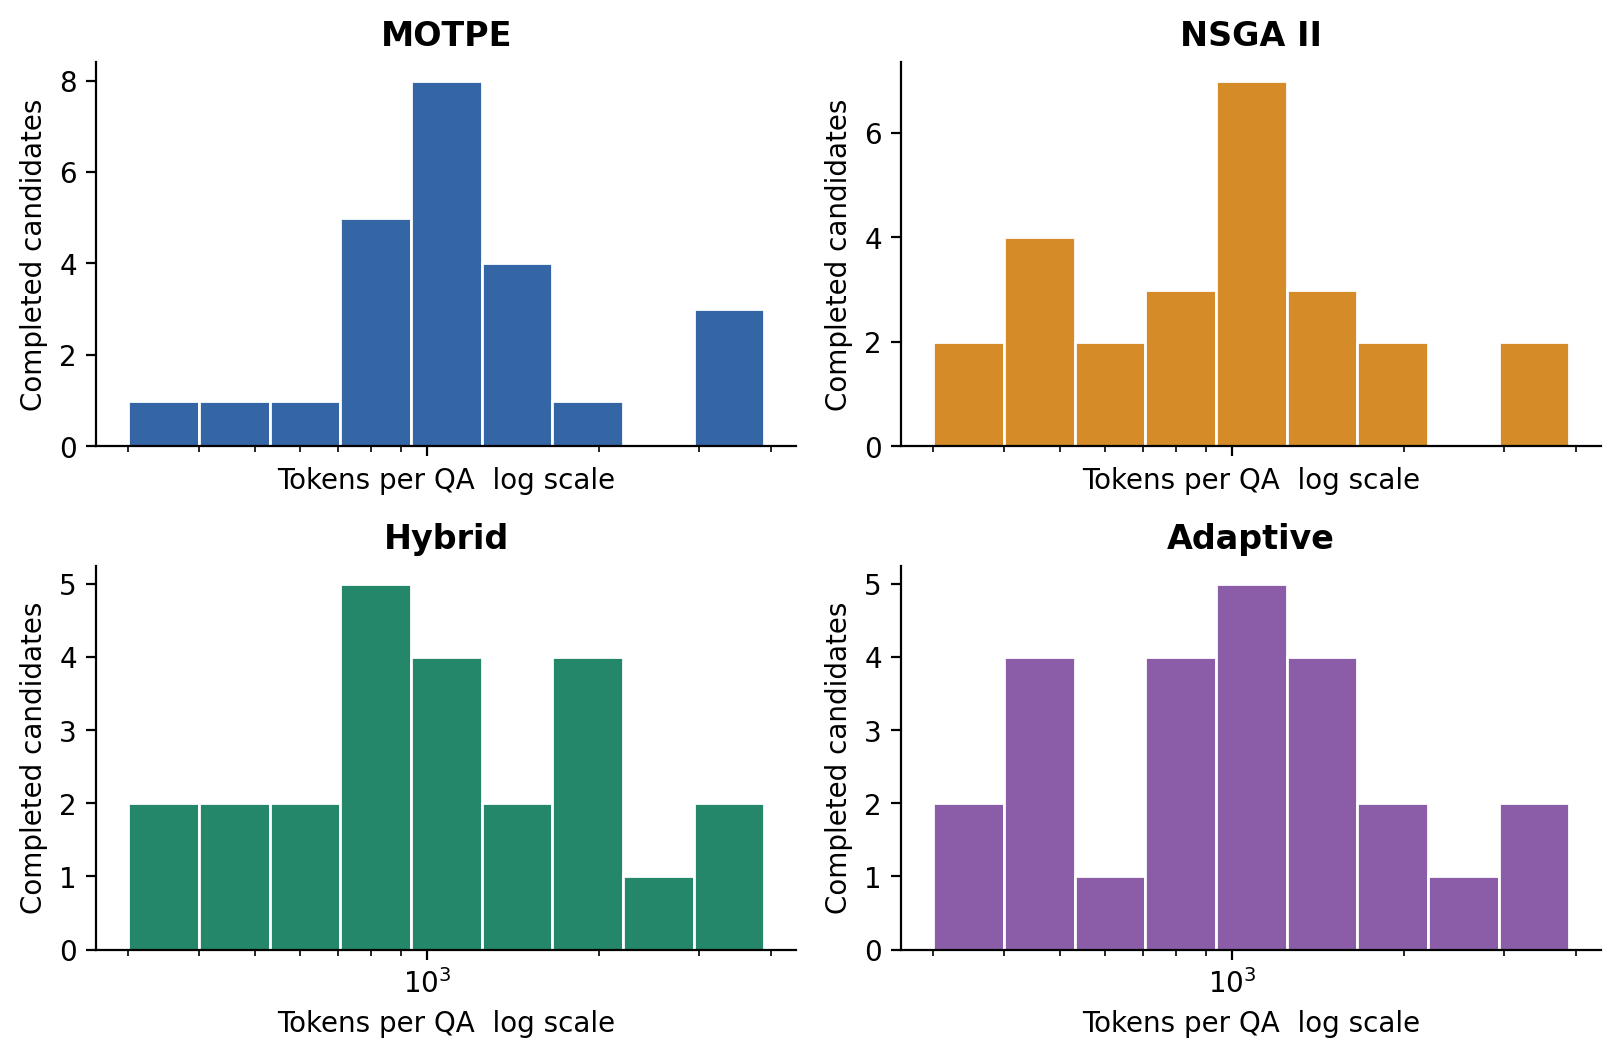 MOTPE
Completed candidates
8
6
4
2
0
Tokens per QA  log scale
NSGA II
Completed candidates
6
4
2
0
Tokens per QA  log scale
Hybrid
Completed candidates
5
4
3
2
1
0
10³
Tokens per QA  log scale
Adaptive
Completed candidates
5
4
3
2
1
0
10³
Tokens per QA  log scale